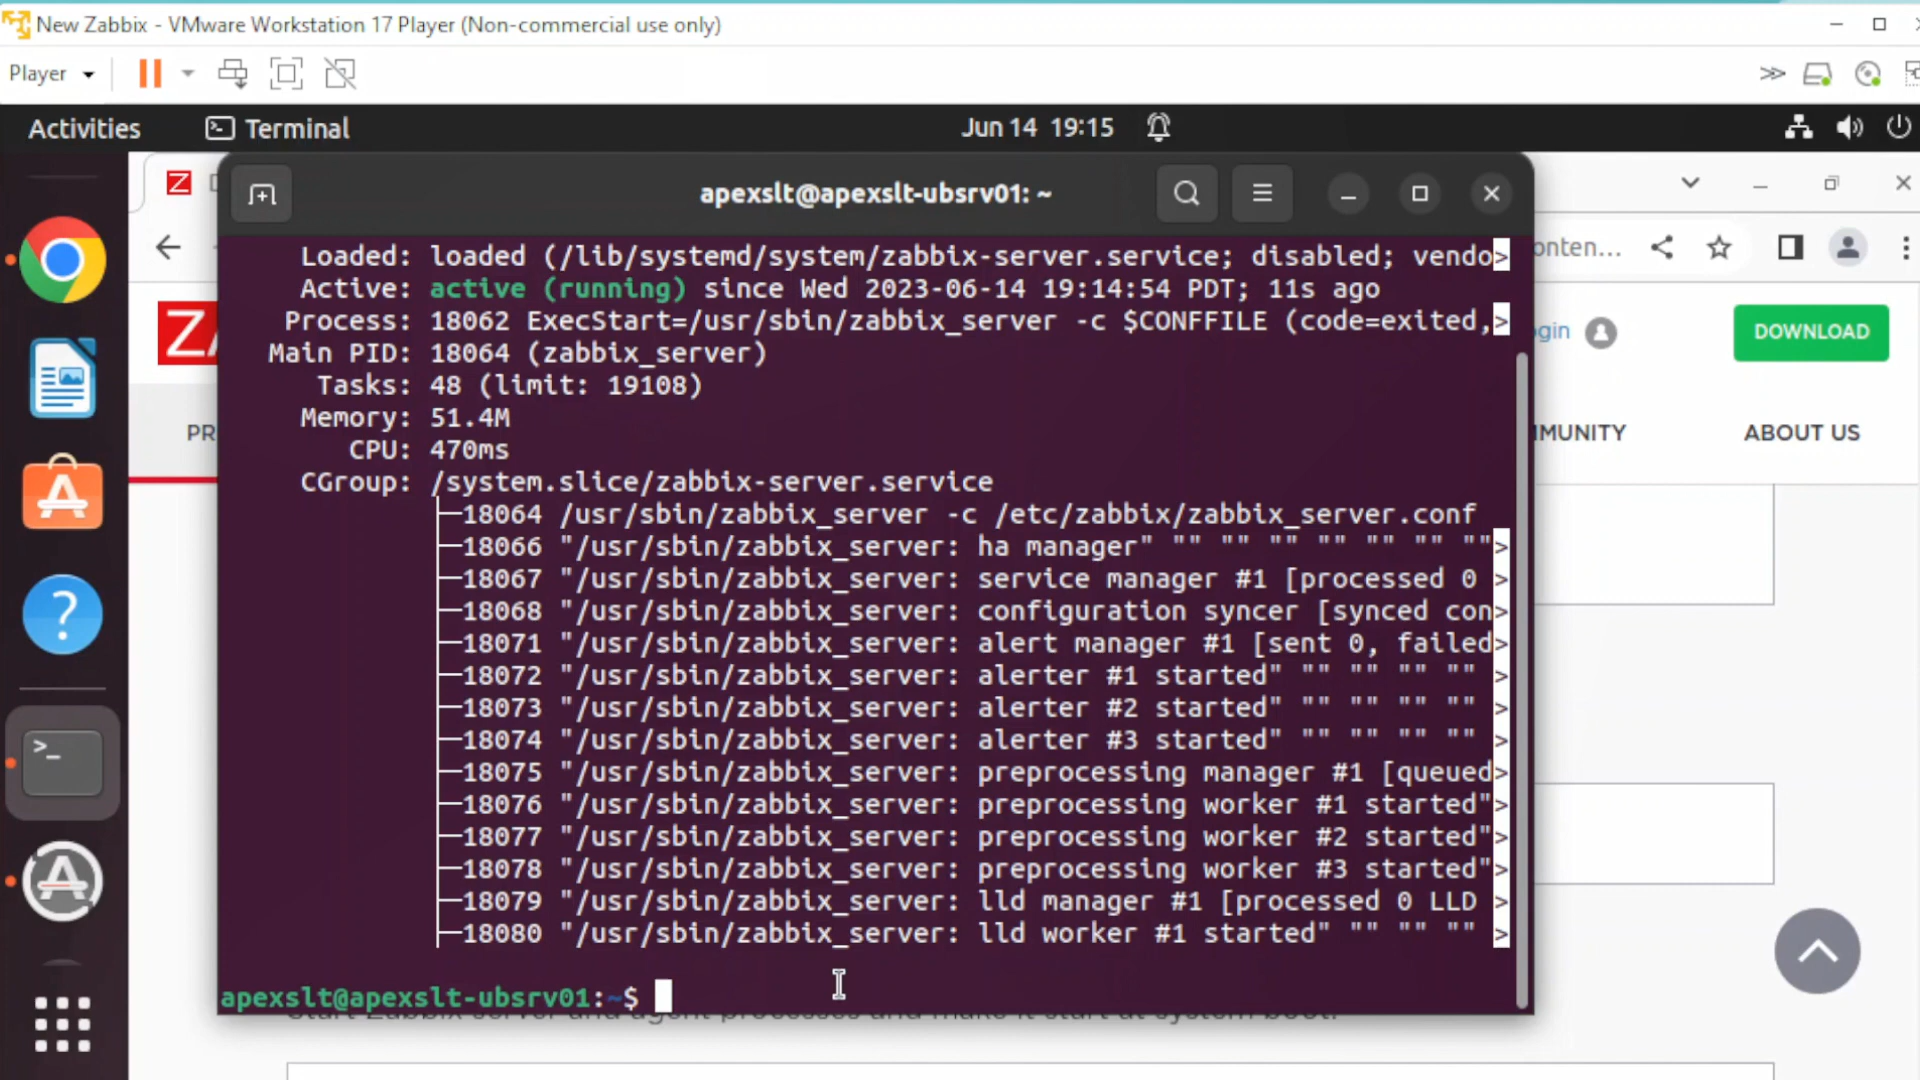 New Zabbix - VMware Workstation 17 Player (Non-commercial use only)
Player
Activities
Terminal
Jun 14 19:15
apexslt@apexslt-ubsrv01: ~
Loaded: loaded (/lib/systemd/system/zabbix-server.service; disabled; vendo>
Active: active (running) since Wed 2023-06-14 19:14:54 PDT; 11s ago
Process: 18062 ExecStart=/usr/sbin/zabbix_server -c $CONFFILE (code=exited,>
Main PID: 18064 (zabbix_server)
Tasks: 48 (limit: 19108)
Memory: 51.4M
CPU: 470ms
CGroup: /system.slice/zabbix-server.service
├─18064 /usr/sbin/zabbix_server -c /etc/zabbix/zabbix_server.conf
├─18066 "/usr/sbin/zabbix_server: ha manager" "" "" "" "" "" "" "">
├─18067 "/usr/sbin/zabbix_server: service manager #1 [processed 0 >
├─18068 "/usr/sbin/zabbix_server: configuration syncer [synced con>
├─18071 "/usr/sbin/zabbix_server: alert manager #1 [sent 0, failed>
├─18072 "/usr/sbin/zabbix_server: alerter #1 started" "" "" "" "" >
├─18073 "/usr/sbin/zabbix_server: alerter #2 started" "" "" "" "" >
├─18074 "/usr/sbin/zabbix_server: alerter #3 started" "" "" "" "" >
├─18075 "/usr/sbin/zabbix_server: preprocessing manager #1 [queued>
├─18076 "/usr/sbin/zabbix_server: preprocessing worker #1 started">
├─18077 "/usr/sbin/zabbix_server: preprocessing worker #2 started">
├─18078 "/usr/sbin/zabbix_server: preprocessing worker #3 started">
├─18079 "/usr/sbin/zabbix_server: lld manager #1 [processed 0 LLD >
├─18080 "/usr/sbin/zabbix_server: lld worker #1 started" "" "" "" >
apexslt@apexslt-ubsrv01:~$
Z
onten...
ZA
gin
DOWNLOAD
PR
MUNITY
ABOUT US